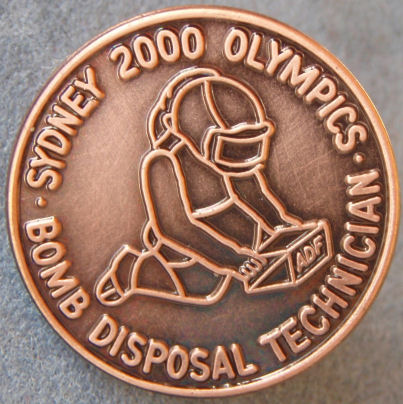 · SYDNEY 2000 OLYMPICS ·
BOMB DISPOSAL TECHNICIAN
ADF